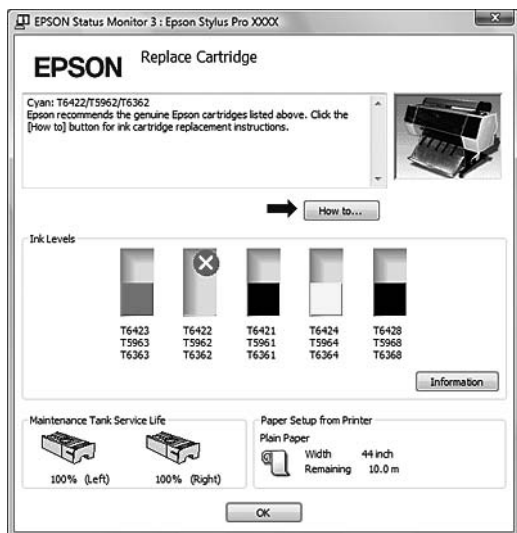 EPSON Status Monitor 3 : Epson Stylus Pro XXXX
EPSON
Replace Cartridge
Cyan: T6422/T5962/T6362
Epson recommends the genuine Epson cartridges listed above. Click the
[How to] button for ink cartridge replacement instructions.
How to...
Ink Levels
T6423 T6422 T6421 T6424 T6428
T5963 T5962 T5961 T5964 T5968
T6363 T6362 T6361 T6364 T6368
Information
Maintenance Tank Service Life
100% (Left) 100% (Right)
Paper Setup from Printer
Plain Paper
Width 44 inch
Remaining 10.0 m
OK